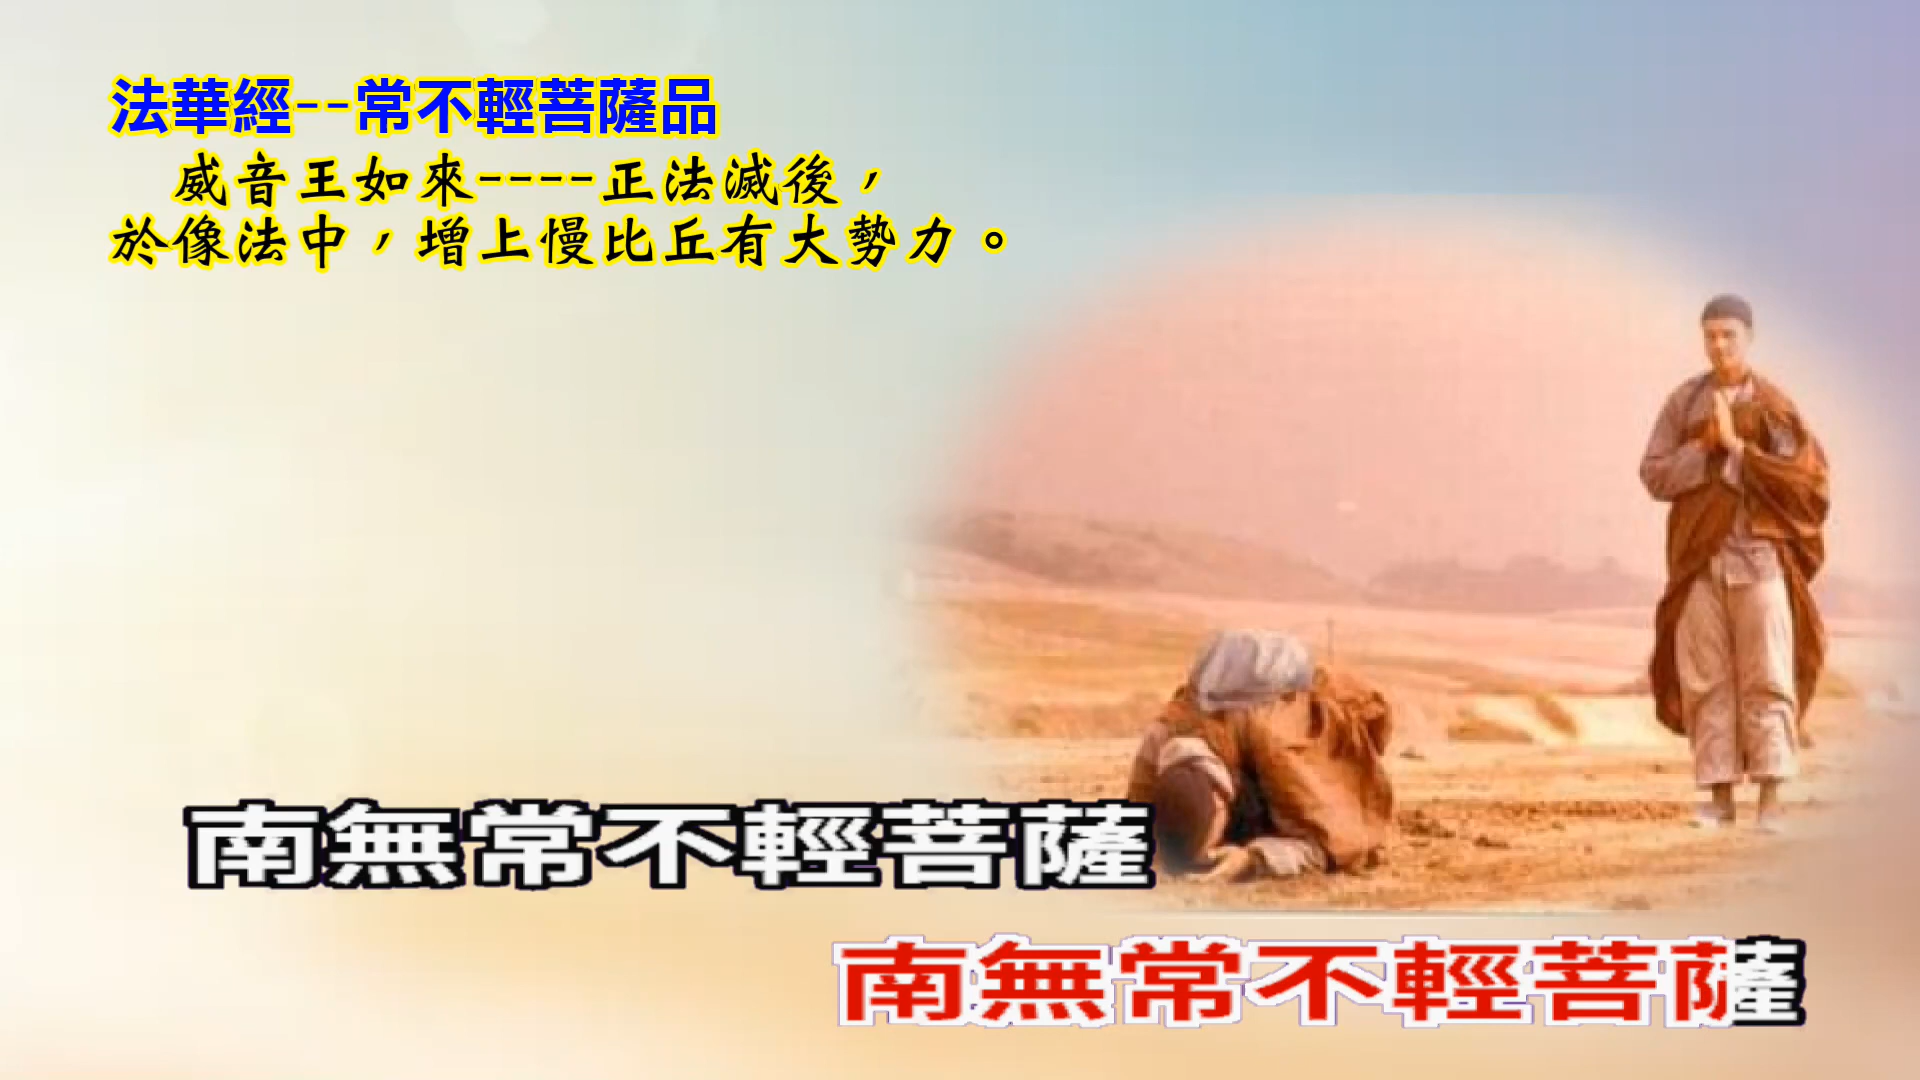 法華經--常不輕菩薩品
威音王如來----正法滅後，
於像法中，增上慢比丘有大勢力。
南無常不輕菩薩
南無常不輕菩薩